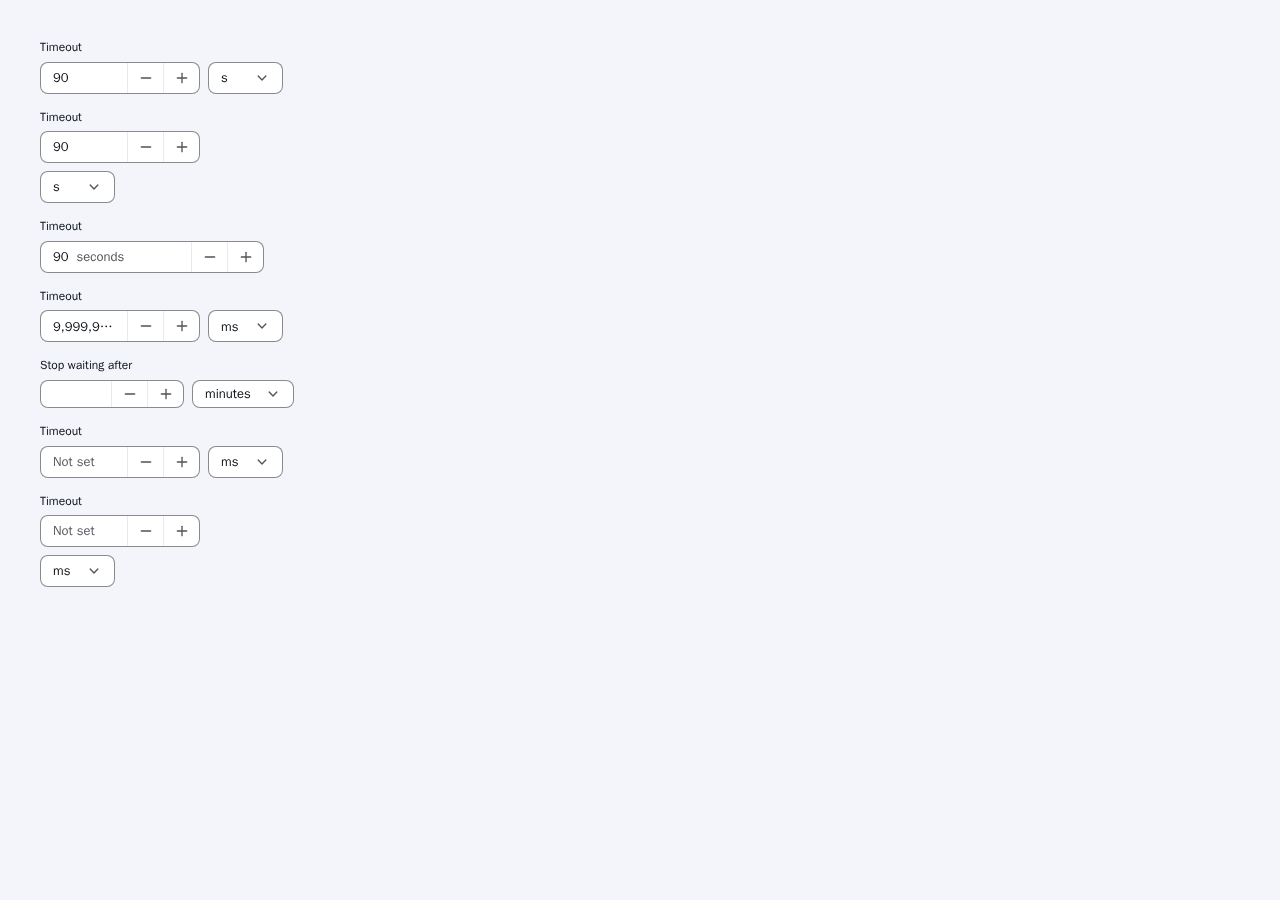 Timeout
90 s
Timeout
90
s
Timeout
90 seconds
Timeout
9,999,9… ms
Stop waiting after
minutes
Timeout
Not set ms
Timeout
Not set
ms